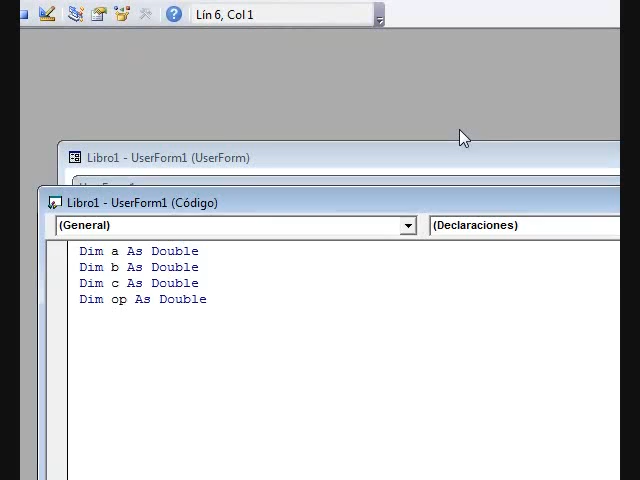 Lín 6, Col 1
Libro1 - UserForm1 (UserForm)
Libro1 - UserForm1 (Código)
(General)
(Declaraciones)
Dim a As Double
Dim b As Double
Dim c As Double
Dim op As Double